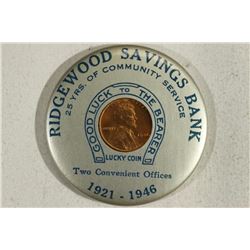 RIDGEWOOD SAVINGS BANK
25 YRS. OF COMMUNITY SERVICE
GOOD LUCK TO THE BEARER
LUCKY COIN
Two Convenient Offices
1921 - 1946